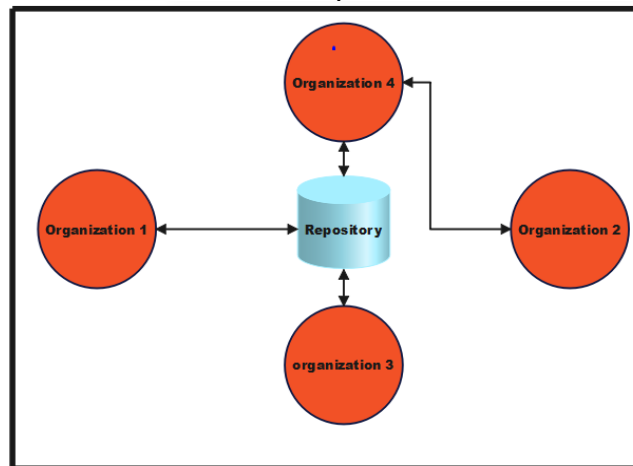 Organization 4
Organization 1
Repository
Organization 2
organization 3